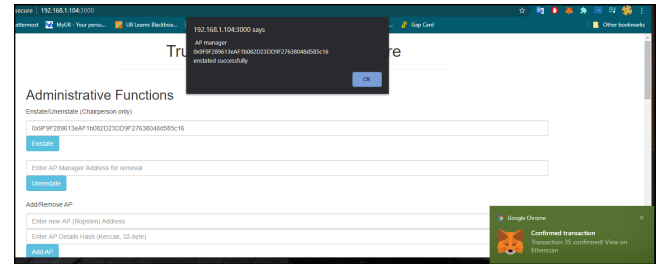 secure | 192.168.1.104:3000
attermost MyUB - Your perso... UB Learns Blackboa... Gap Card Other bookmarks
192.168.1.104:3000 says
AP manager
0x9F9F289613eAF1b082D23DD9F27638048d585c16
enstated successfully
OK
Tru re
Administrative Functions
Enstate/Unenstate (Chairperson only)
0x9F9F289613eAF1b082D23DD9F27638048d585c16
Enstate
Enter AP Manager Address for removal
Unenstate
Add/Remove AP
Enter new AP (Ropsten) Address
Enter AP Details Hash (Keccak, 32-byte)
Add AP
Google Chrome
Confirmed transaction
Transaction 35 confirmed! View on
Etherscan